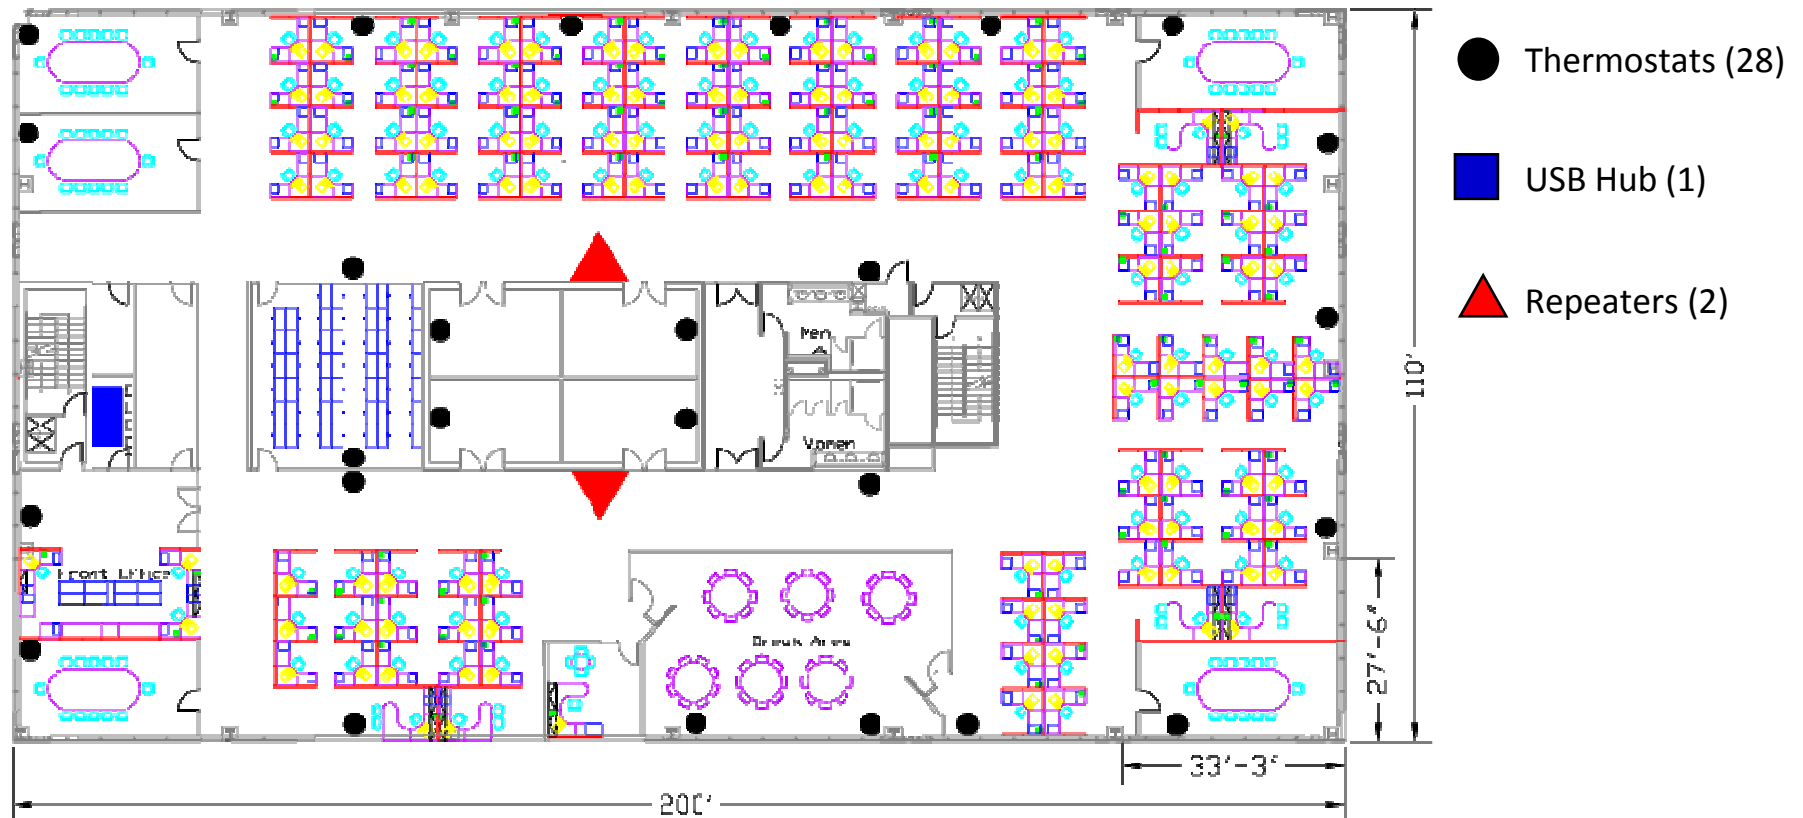 Thermostats (28)
USB Hub (1)
Repeaters (2)
Men
Women
Front Office
Break Area
110'
27'-6"
33'-3"
200'